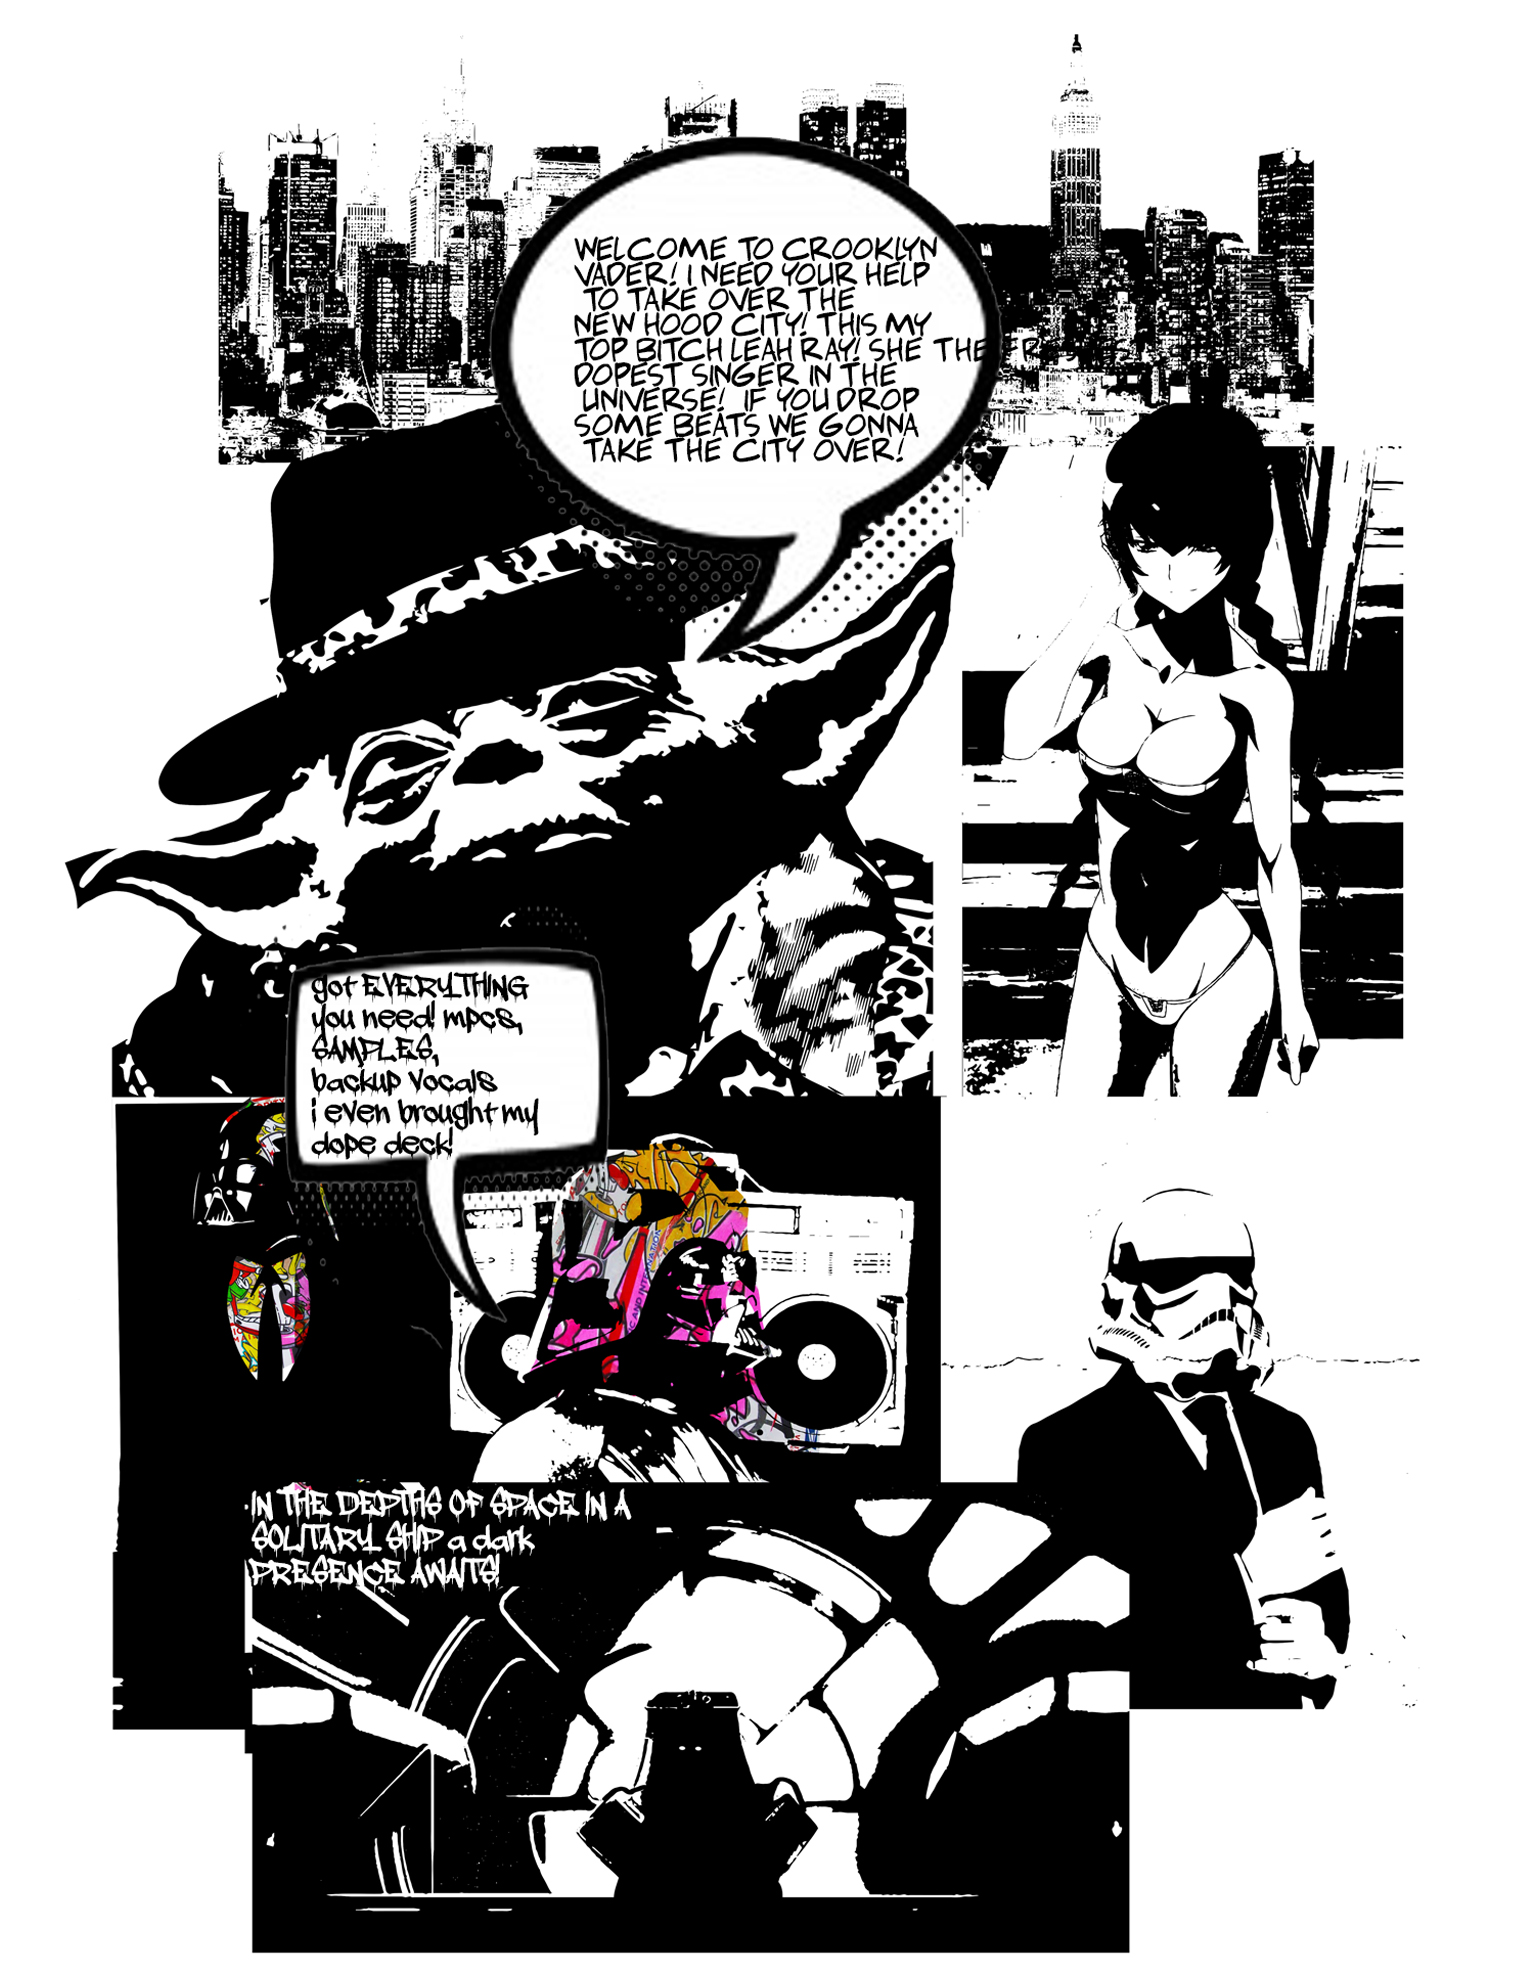 WELCOME TO CROOKLYN
VADER! I NEED YOUR HELP
TO TAKE OVER THE
NEW HOOD CITY! THIS MY
TOP BITCH LEAH RAY! SHE THE FR
DOPEST SINGER IN THE
UNIVERSE! IF YOU DROP
SOME BEATS WE GONNA
TAKE THE CITY OVER!
got EVERYTHING
you need! mpcs,
SAMPLES,
backup vocals
i even brought my
dope deck!
IN THE DEPTHS OF SPACE IN A
SOLITARY SHIP a dark
PRESENCE AWAITS!